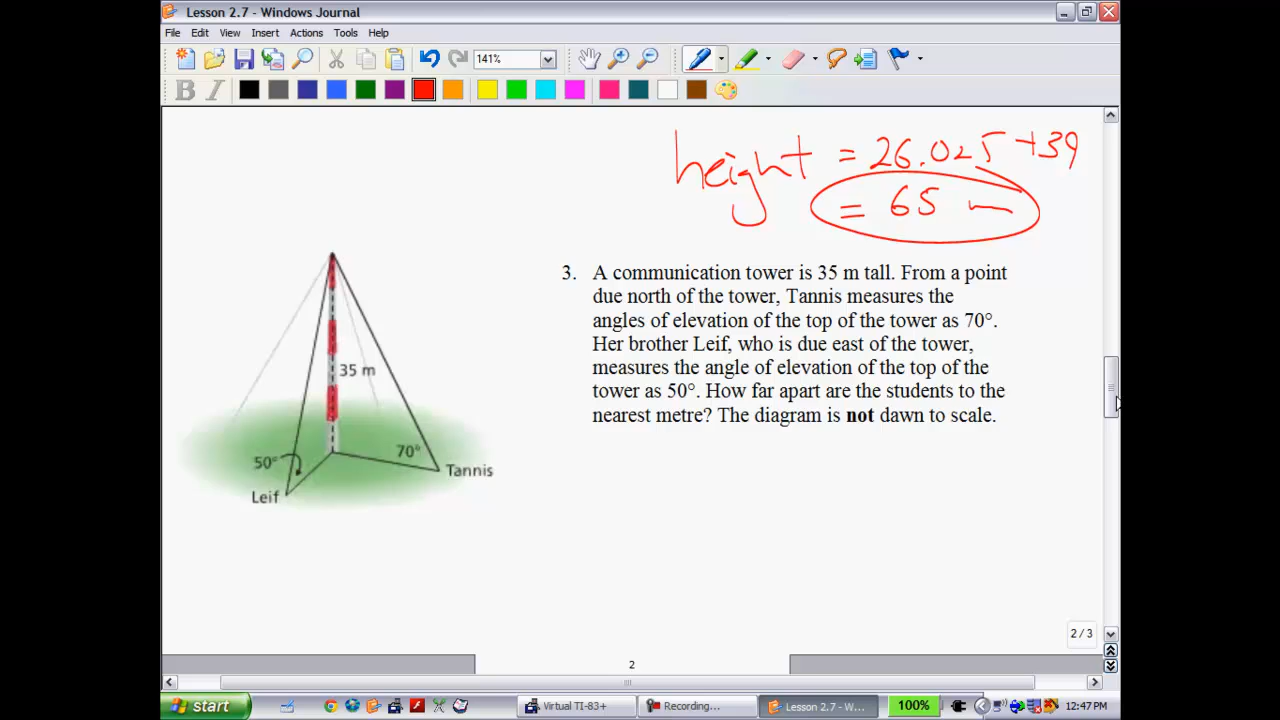 Lesson 2.7 - Windows Journal
File Edit View Insert Actions Tools Help
141%
B I
height = 26.025 + 39
= 65 m
3. A communication tower is 35 m tall. From a point
due north of the tower, Tannis measures the
angles of elevation of the top of the tower as 70°.
Her brother Leif, who is due east of the tower,
measures the angle of elevation of the top of the
tower as 50°. How far apart are the students to the
nearest metre? The diagram is not dawn to scale.
35 m
50°
70°
Tannis
Leif
2 / 3
2
start
Virtual TI-83+
Recording...
Lesson 2.7 - W...
100%
12:47 PM